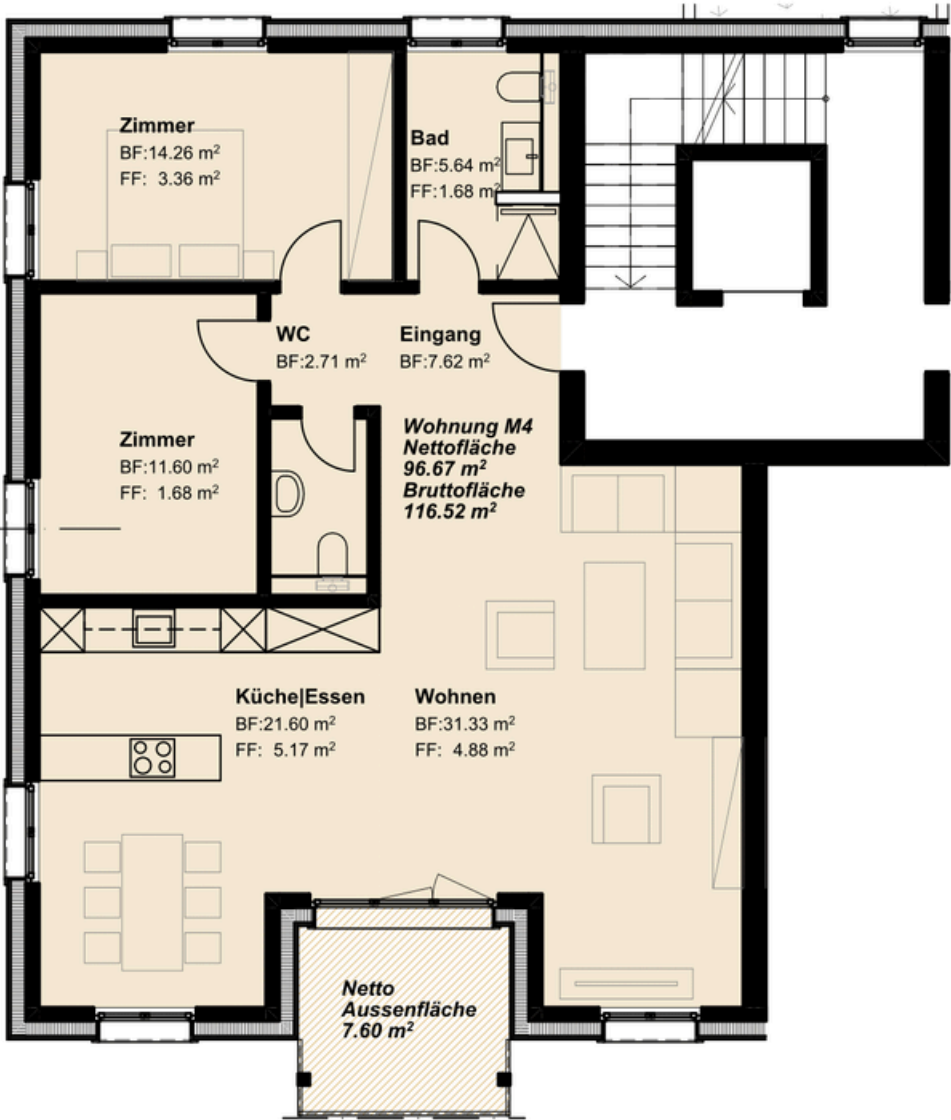 Zimmer
BF:14.26 m²
FF: 3.36 m²
Bad
BF:5.64 m²
FF:1.68 m²
WC
BF:2.71 m²
Eingang
BF:7.62 m²
Zimmer
BF:11.60 m²
FF: 1.68 m²
Wohnung M4
Nettofläche
96.67 m²
Bruttofläche
116.52 m²
Küche|Essen
BF:21.60 m²
FF: 5.17 m²
Wohnen
BF:31.33 m²
FF: 4.88 m²
Netto
Aussenfläche
7.60 m²